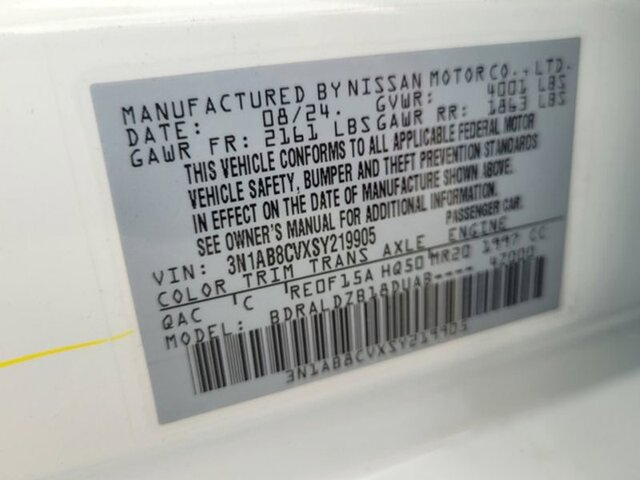 MANUFACTURED BY NISSAN MOTOR CO., LTD.
DATE: 08/24. GVWR: 4001 LBS
GAWR FR: 2161 LBS GAWR RR: 1863 LBS
THIS VEHICLE CONFORMS TO ALL APPLICABLE FEDERAL MOTOR
VEHICLE SAFETY, BUMPER AND THEFT PREVENTION STANDARDS
IN EFFECT ON THE DATE OF MANUFACTURE SHOWN ABOVE.
SEE OWNER'S MANUAL FOR ADDITIONAL INFORMATION.
VIN: 3N1AB8CVXSY219905 PASSENGER CAR
COLOR TRIM TRANS AXLE ENGINE
QAC C RE0F15A HQ50 MR20 1997 CC
MODEL: BDRALDZB18DUAB---- 47000
3N1AB8CVXSY219905